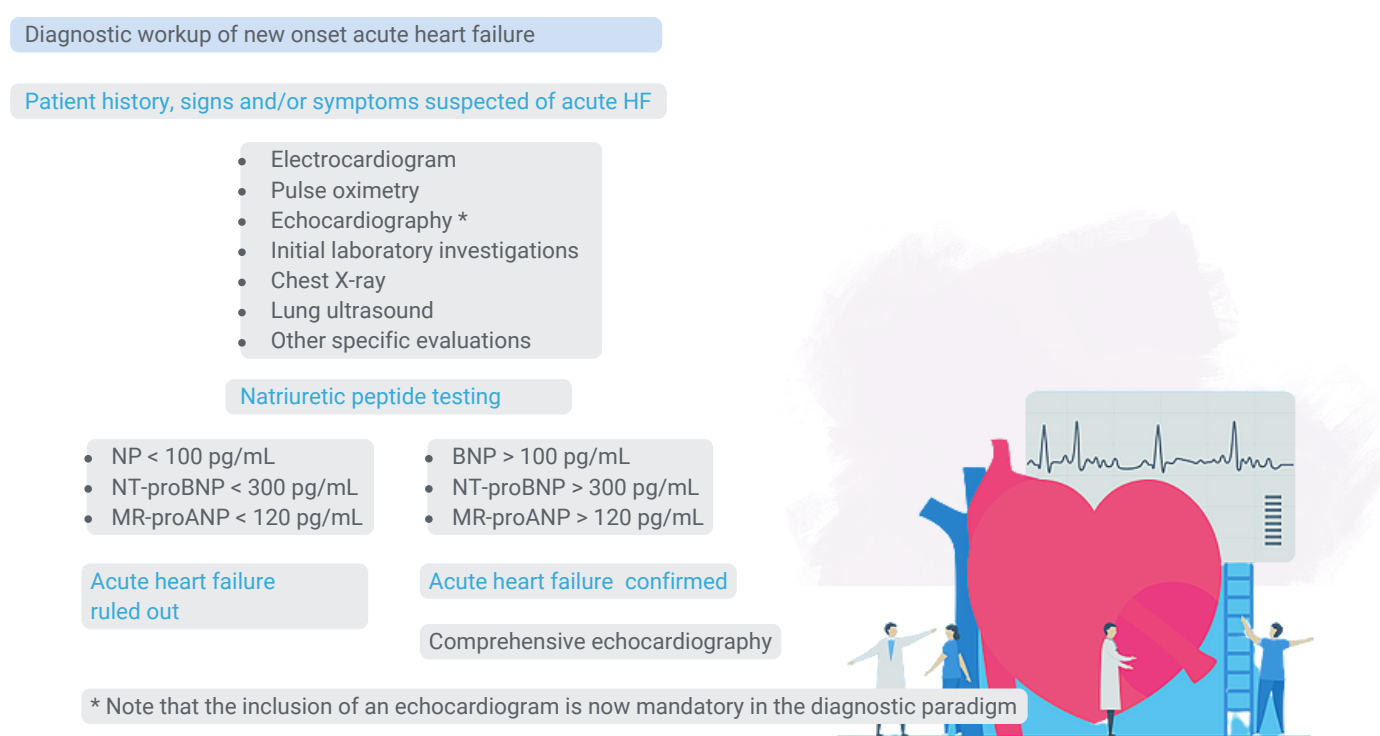 Diagnostic workup of new onset acute heart failure
Patient history, signs and/or symptoms suspected of acute HF
• Electrocardiogram
• Pulse oximetry
• Echocardiography *
• Initial laboratory investigations
• Chest X-ray
• Lung ultrasound
• Other specific evaluations
Natriuretic peptide testing
• NP < 100 pg/mL
• NT-proBNP < 300 pg/mL
• MR-proANP < 120 pg/mL
• BNP > 100 pg/mL
• NT-proBNP > 300 pg/mL
• MR-proANP > 120 pg/mL
Acute heart failure
ruled out
Acute heart failure confirmed
Comprehensive echocardiography
* Note that the inclusion of an echocardiogram is now mandatory in the diagnostic paradigm